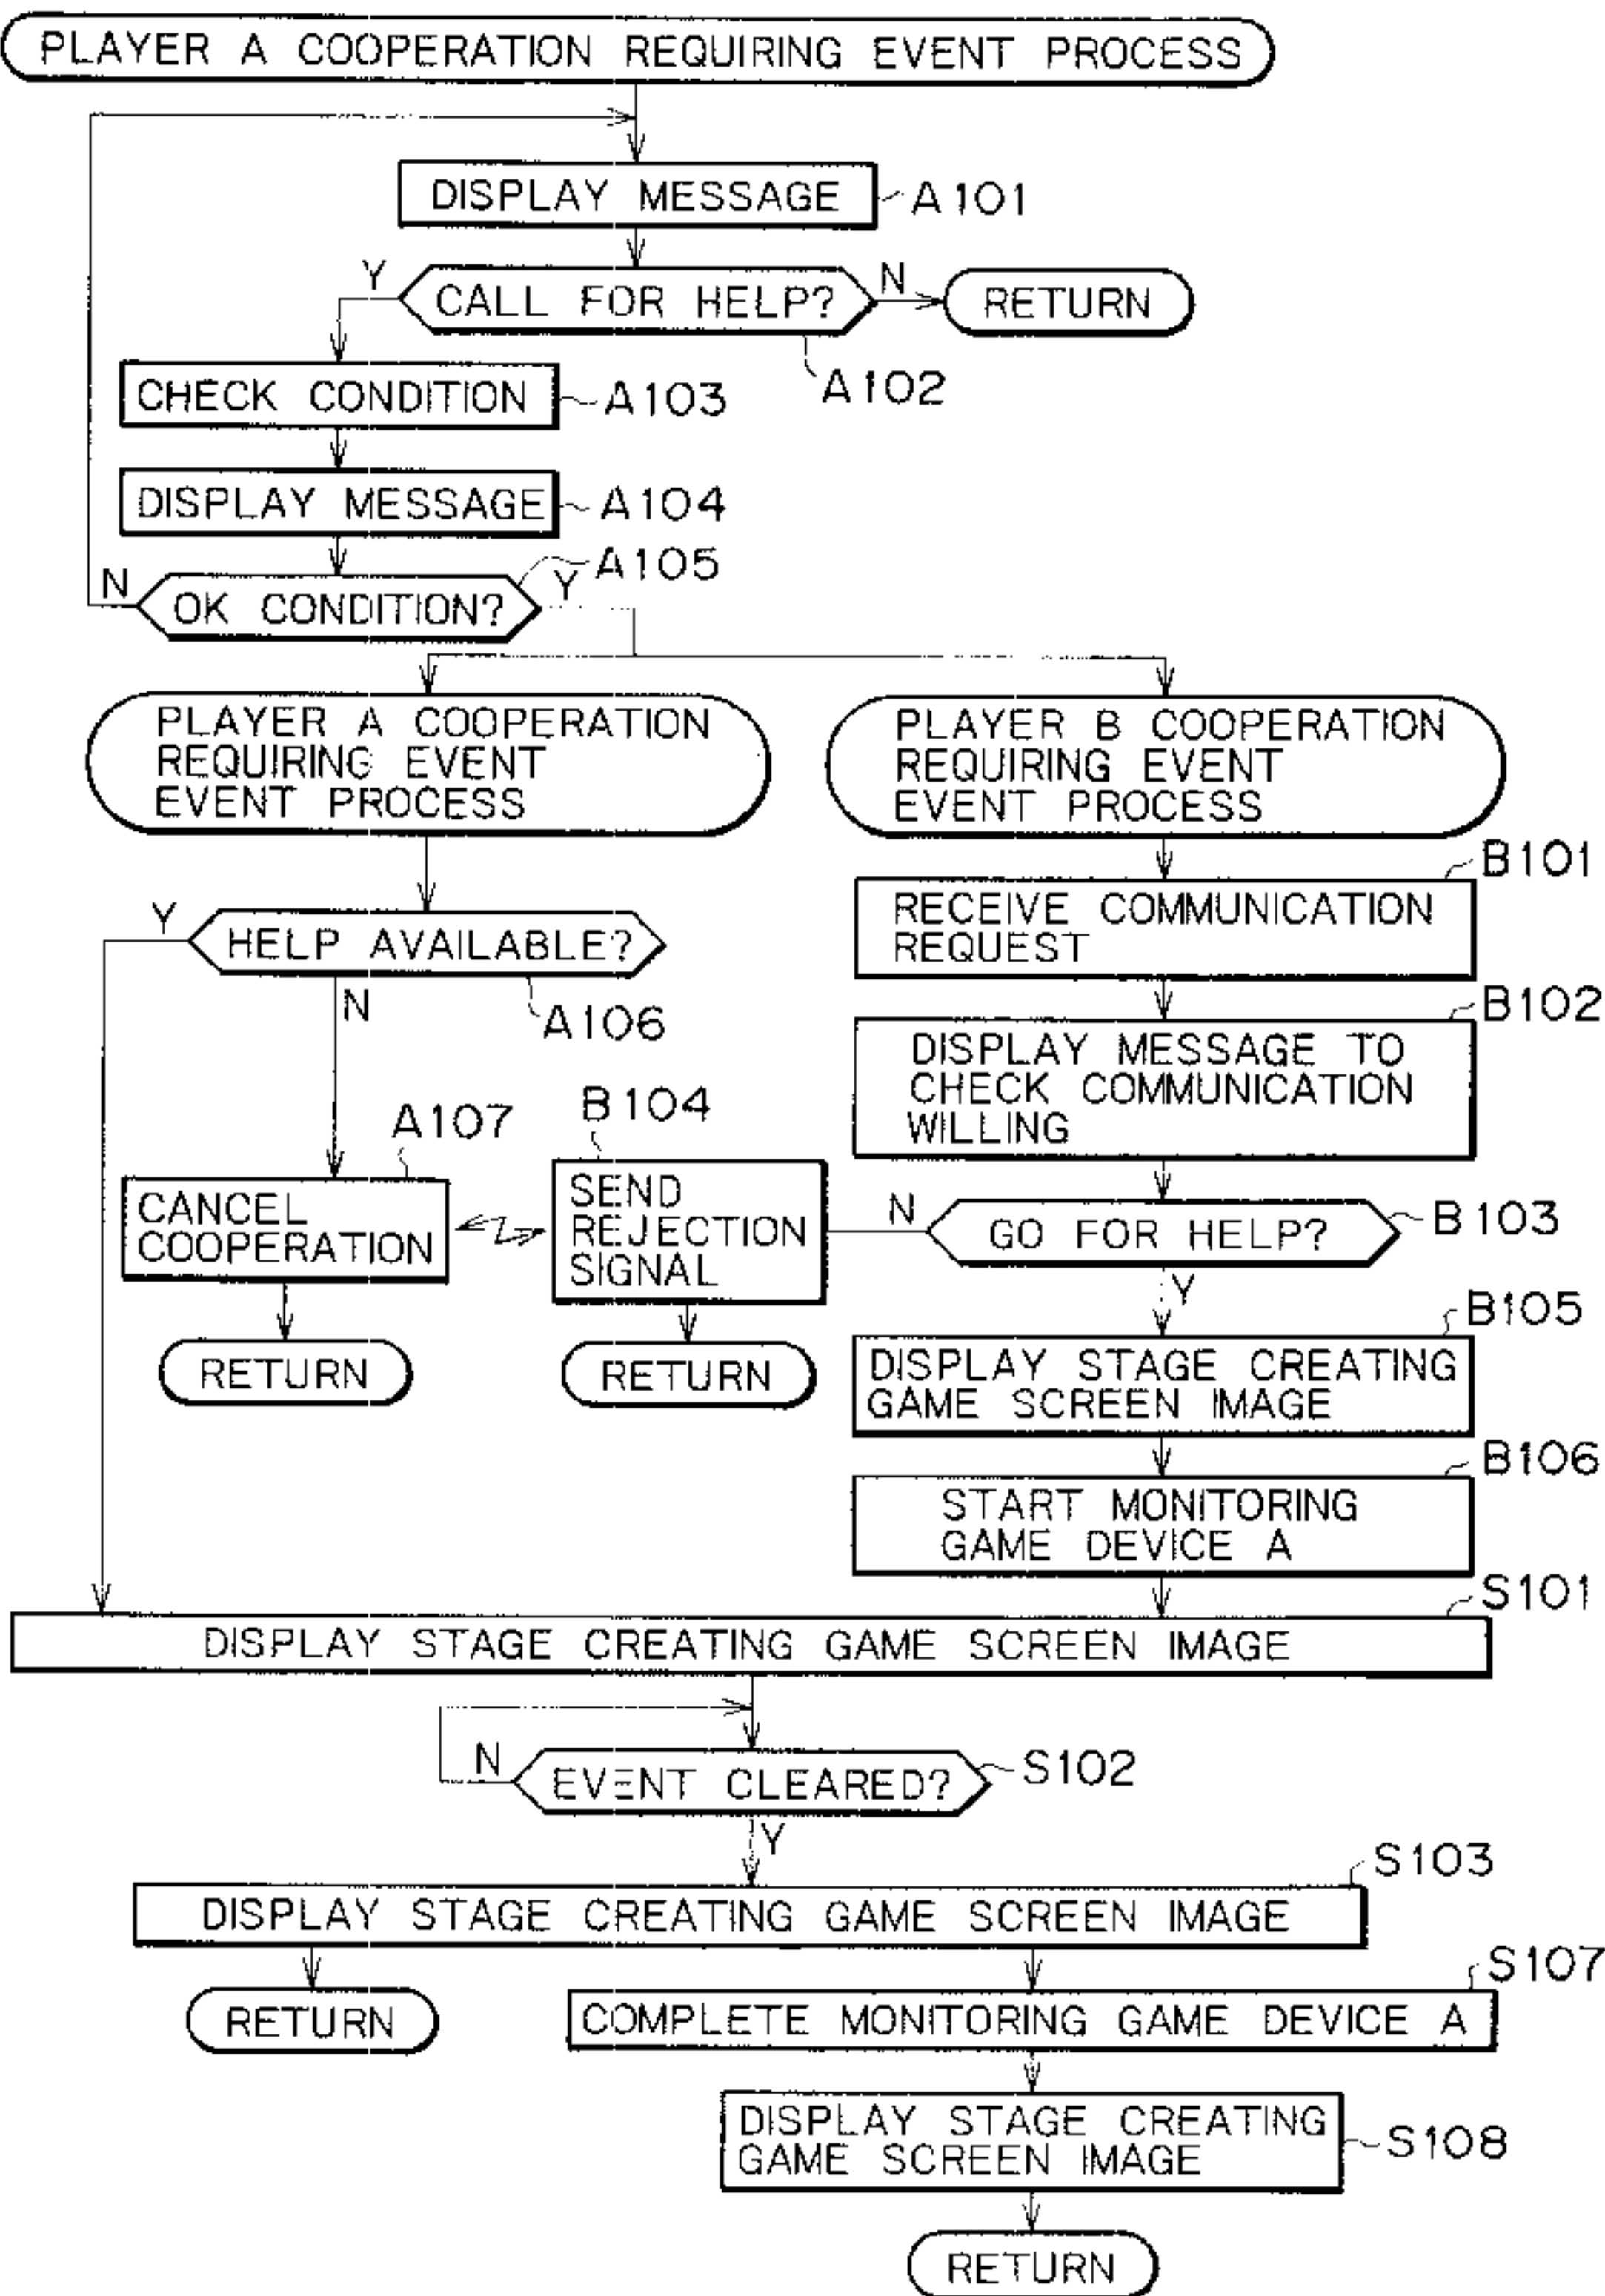 PLAYER A COOPERATION REQUIRING EVENT PROCESS
DISPLAY MESSAGE
A101
Y
CALL FOR HELP?
N
RETURN
A102
CHECK CONDITION
A103
DISPLAY MESSAGE
A104
A105
N
OK CONDITION?
Y
PLAYER A COOPERATION
REQUIRING EVENT
EVENT PROCESS
PLAYER B COOPERATION
REQUIRING EVENT
EVENT PROCESS
B101
RECEIVE COMMUNICATION
REQUEST
Y
HELP AVAILABLE?
N
A106
B102
DISPLAY MESSAGE TO
CHECK COMMUNICATION
WILLING
A107
CANCEL
COOPERATION
B104
SEND
REJECTION
SIGNAL
N
GO FOR HELP?
B103
Y
RETURN
RETURN
B105
DISPLAY STAGE CREATING
GAME SCREEN IMAGE
B106
START MONITORING
GAME DEVICE A
S101
DISPLAY STAGE CREATING GAME SCREEN IMAGE
N
EVENT CLEARED?
S102
Y
S103
DISPLAY STAGE CREATING GAME SCREEN IMAGE
RETURN
S107
COMPLETE MONITORING GAME DEVICE A
DISPLAY STAGE CREATING
GAME SCREEN IMAGE
S108
RETURN